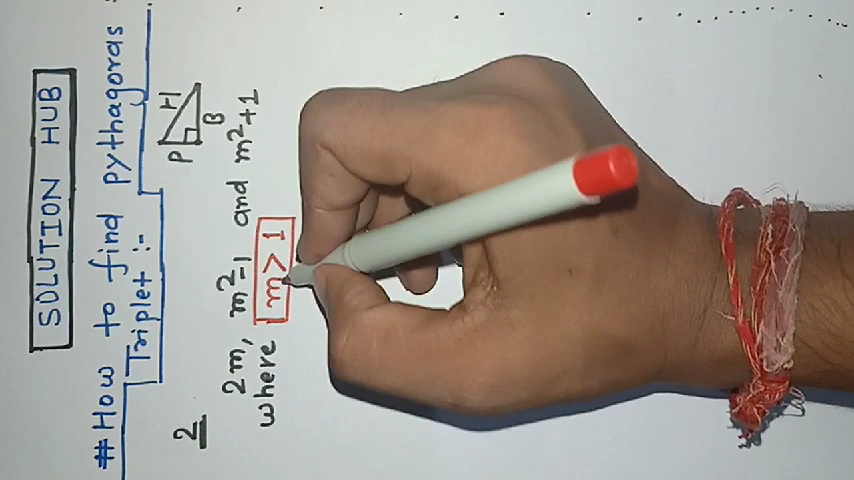 SOLUTION HUB
# How to find pythagoras
Triplet :-
P H B
2
2m, m²-1 and m²+1
where m > 1